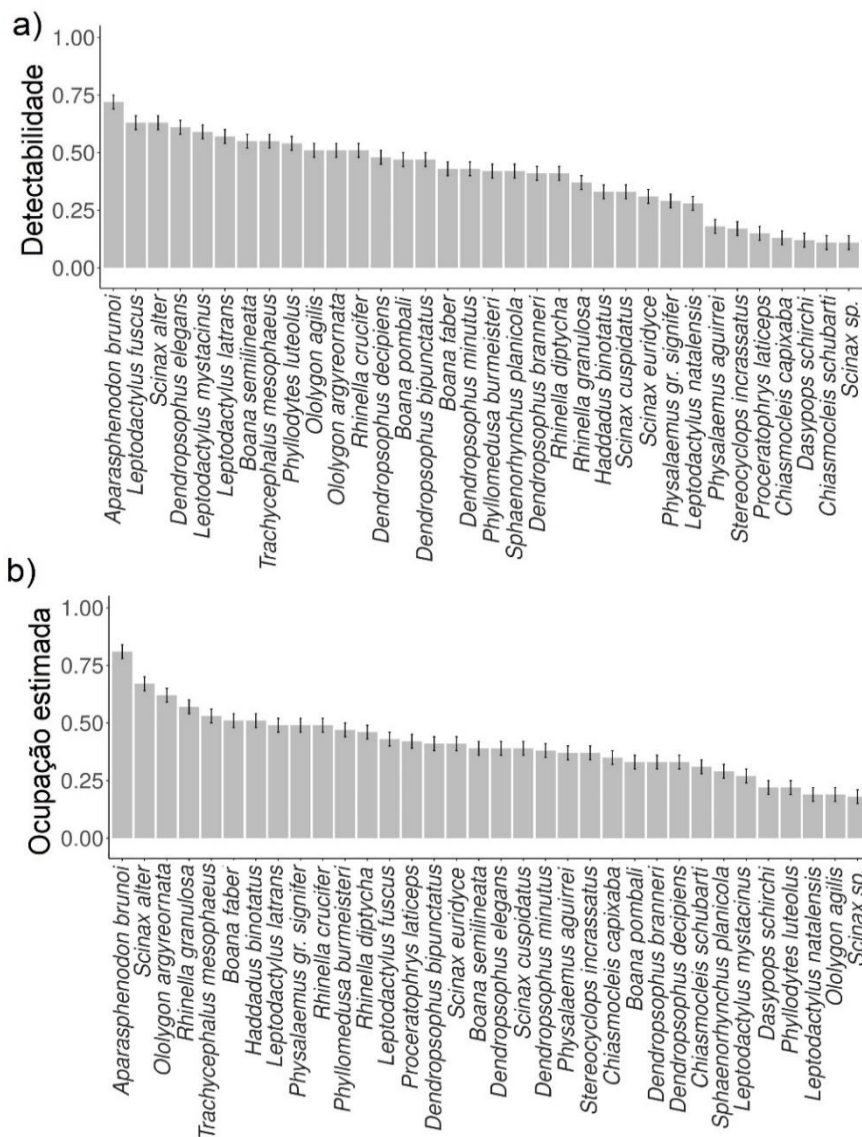 a)
1.00
0.75
0.50
0.25
0.00
Detectabilidade
Aparasphenodon brunoi
Leptodactylus fuscus
Scinax alter
Dendropsophus elegans
Leptodactylus mystacinus
Leptodactylus latrans
Boana semilineata
Trachycephalus mesophaeus
Phyllodytes luteolus
Ololygon agilis
Ololygon argyreornata
Rhinella crucifer
Dendropsophus decipiens
Boana pombali
Dendropsophus bipunctatus
Boana faber
Dendropsophus minutus
Phyllomedusa burmeisteri
Sphaenorhynchus planicola
Dendropsophus branneri
Rhinella diptycha
Rhinella granulosa
Haddadus binotatus
Scinax cuspidatus
Scinax euridyce
Physalaemus gr. signifer
Leptodactylus natalensis
Physalaemus aguirrei
Stereocyclops incrassatus
Proceratophrys laticeps
Chiasmocleis capixaba
Dasypops schirchi
Chiasmocleis schubarti
Scinax sp.
b)
1.00
0.75
0.50
0.25
0.00
Ocupação estimada
Aparasphenodon brunoi
Scinax alter
Ololygon argyreornata
Rhinella granulosa
Trachycephalus mesophaeus
Boana faber
Haddadus binotatus
Leptodactylus latrans
Physalaemus gr. signifer
Rhinella crucifer
Phyllomedusa burmeisteri
Rhinella diptycha
Leptodactylus fuscus
Proceratophrys laticeps
Dendropsophus bipunctatus
Scinax euridyce
Boana semilineata
Dendropsophus elegans
Scinax cuspidatus
Dendropsophus minutus
Physalaemus aguirrei
Stereocyclops incrassatus
Chiasmocleis capixaba
Boana pombali
Dendropsophus branneri
Dendropsophus decipiens
Chiasmocleis schubarti
Sphaenorhynchus planicola
Leptodactylus mystacinus
Dasypops schirchi
Phyllodytes luteolus
Leptodactylus natalensis
Ololygon agilis
Scinax sp.